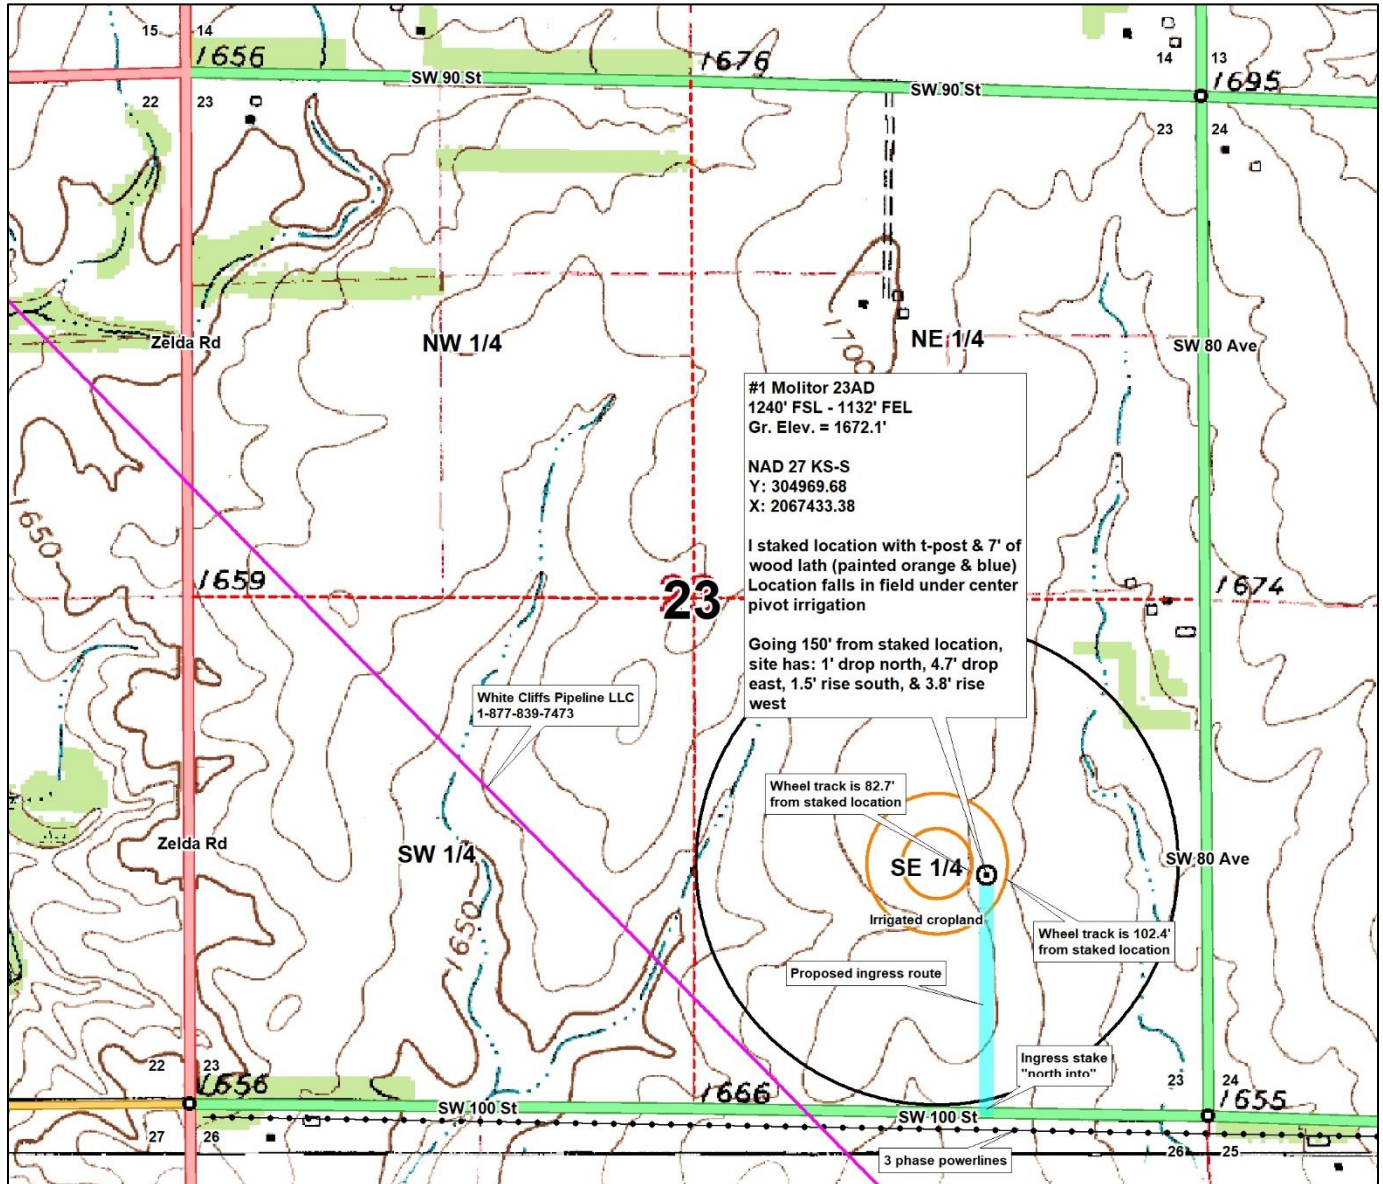 15 14
1656
1676
14 13
1695
SW 90 St
SW 90 St
22 23
23 24
Zelda Rd
NW 1/4
NE 1/4
SW 80 Ave
1700
#1 Molitor 23AD
1240' FSL - 1132' FEL
Gr. Elev. = 1672.1'
NAD 27 KS-S
Y: 304969.68
X: 2067433.38
I staked location with t-post & 7' of
wood lath (painted orange & blue)
Location falls in field under center
pivot irrigation
Going 150' from staked location,
site has: 1' drop north, 4.7' drop
east, 1.5' rise south, & 3.8' rise
west
1650
1659
23
1674
White Cliffs Pipeline LLC
1-877-839-7473
Wheel track is 82.7'
from staked location
Zelda Rd
SW 1/4
SE 1/4
SW 80 Ave
Irrigated cropland
1650
Wheel track is 102.4'
from staked location
Proposed ingress route
Ingress stake
"north into"
22 23
23 24
1656
1666
1655
SW 100 St
SW 100 St
27 26
26 25
3 phase powerlines